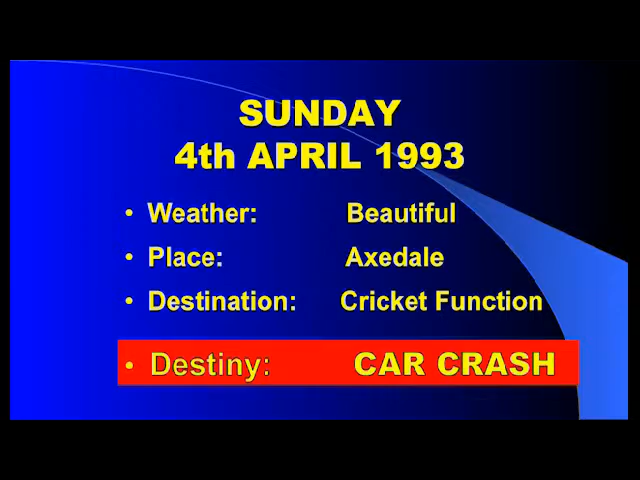 SUNDAY
4th APRIL 1993
• Weather: Beautiful
• Place: Axedale
• Destination: Cricket Function
• Destiny: CAR CRASH